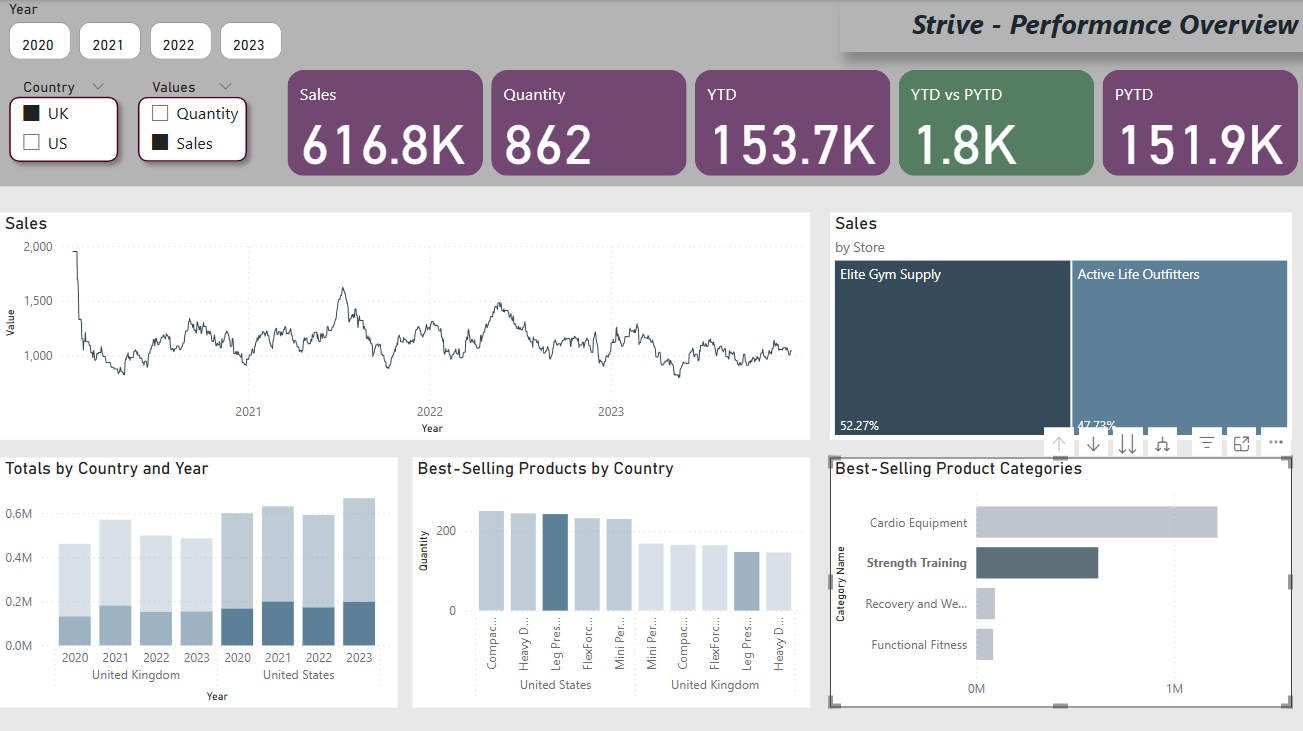 Year
Strive - Performance Overview
2020 2021 2022 2023
Country Values
UK Quantity
US Sales
Sales Quantity YTD YTD vs PYTD PYTD
616.8K 862 153.7K 1.8K 151.9K
Sales
2,000
1,500
1,000
Value
2021 2022 2023
Year
Sales
by Store
Elite Gym Supply Active Life Outfitters
52.27% 47.73%
Totals by Country and Year
0.6M
0.4M
0.2M
0.0M
2020 2021 2022 2023 2020 2021 2022 2023
United Kingdom United States
Year
Best-Selling Products by Country
Quantity
200
0
Compac... Heavy D... Leg Pres... FlexForc... Mini Per... Mini Per... Compac... FlexForc... Leg Pres... Heavy D...
United States United Kingdom
Best-Selling Product Categories
Category Name
Cardio Equipment
Strength Training
Recovery and We...
Functional Fitness
0M 1M